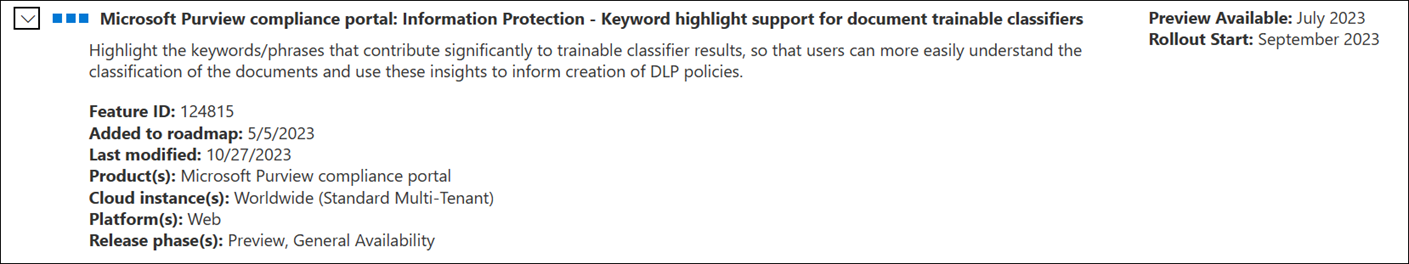 Microsoft Purview compliance portal: Information Protection - Keyword highlight support for document trainable classifiers
Preview Available: July 2023
Rollout Start: September 2023
Highlight the keywords/phrases that contribute significantly to trainable classifier results, so that users can more easily understand the
classification of the documents and use these insights to inform creation of DLP policies.
Feature ID: 124815
Added to roadmap: 5/5/2023
Last modified: 10/27/2023
Product(s): Microsoft Purview compliance portal
Cloud instance(s): Worldwide (Standard Multi-Tenant)
Platform(s): Web
Release phase(s): Preview, General Availability